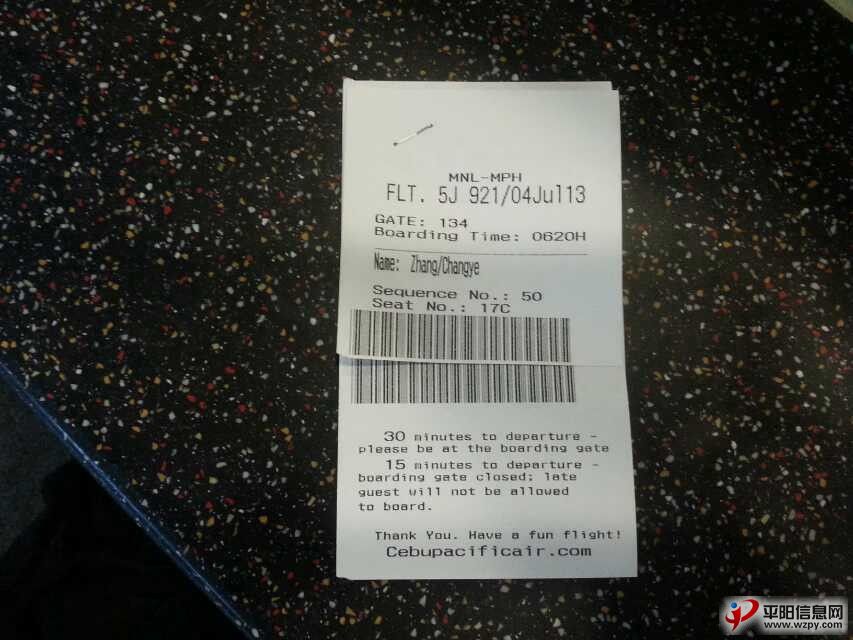 MNL-MPH
FLT. 5J 921/04Jul13
GATE: 134
Boarding Time: 0620H
Name: Zhang/Changye
Sequence No.: 50
Seat No.: 17C
30 minutes to departure -
please be at the boarding gate
15 minutes to departure -
boarding gate closed; late
guest will not be allowed
to board.
Thank You. Have a fun flight!
Cebupacificair.com
平阳信息网
www.wzpy.com